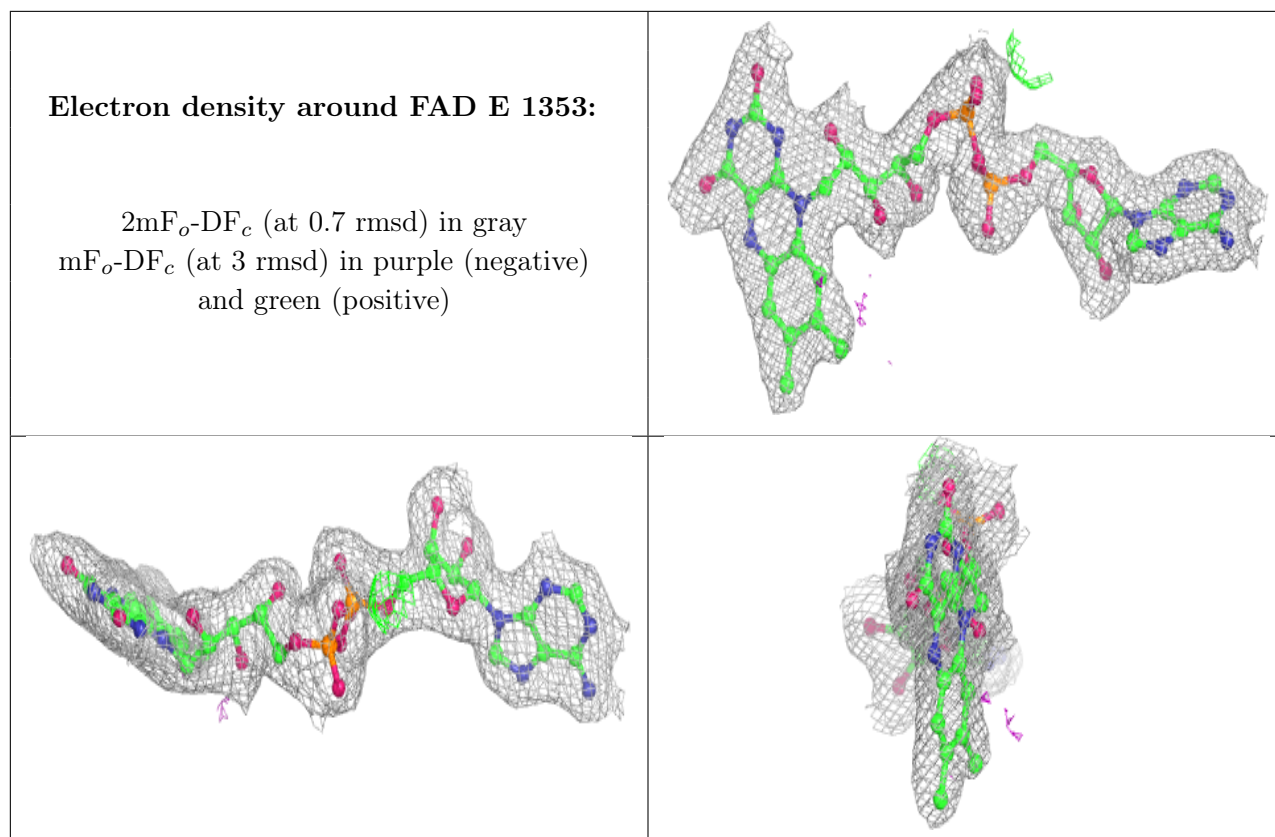 Electron density around FAD E 1353:
2mFₒ-DF𝒸 (at 0.7 rmsd) in gray
mFₒ-DF𝒸 (at 3 rmsd) in purple (negative)
and green (positive)